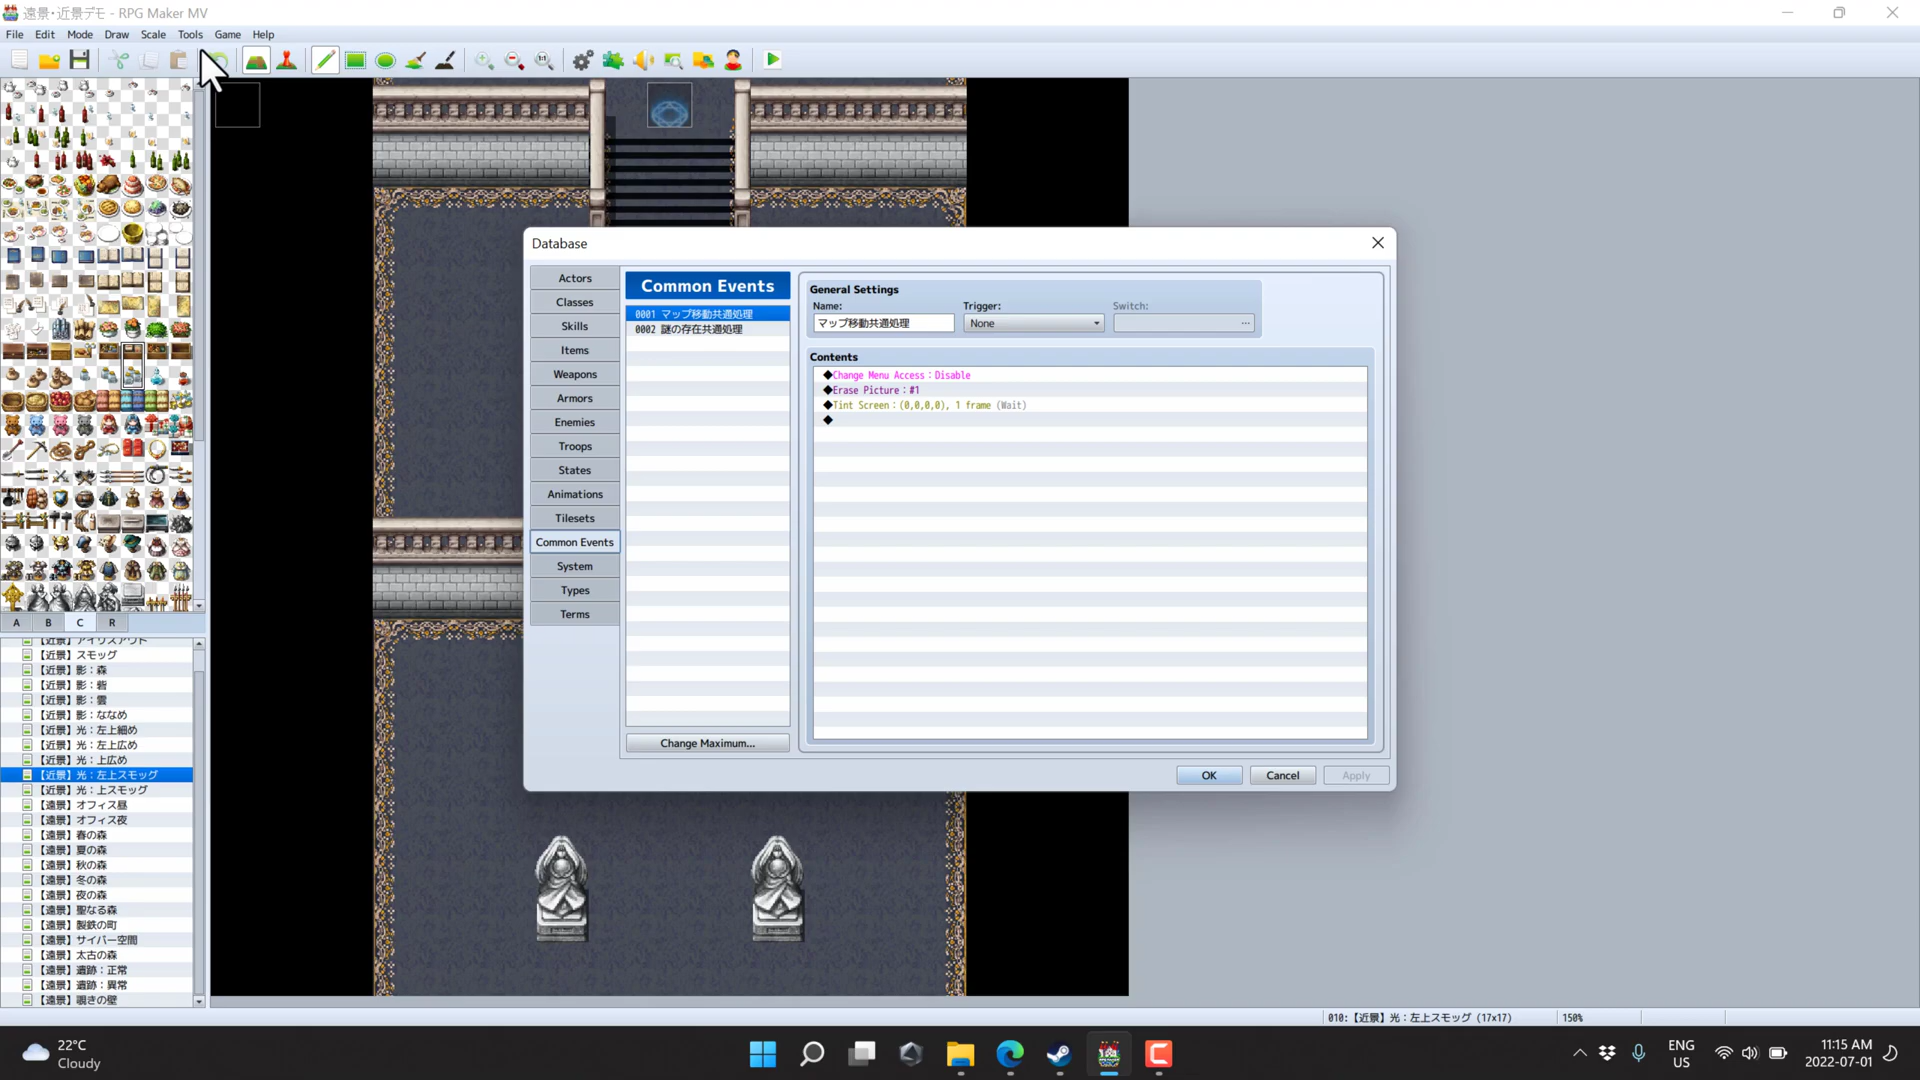 遠景・近景デモ - RPG Maker MV
File Edit Mode Draw Scale Tools Game Help
A B C R
【近景】アイリスアウト
【近景】スモッグ
【近景】影：森
【近景】影：砦
【近景】影：雲
【近景】影：ななめ
【近景】光：左上細め
【近景】光：左上広め
【近景】光：上広め
【近景】光：左上スモッグ
【近景】光：上スモッグ
【遠景】オフィス昼
【遠景】オフィス夜
【遠景】春の森
【遠景】夏の森
【遠景】秋の森
【遠景】冬の森
【遠景】夜の森
【遠景】聖なる森
【遠景】製鉄の町
【遠景】サイバー空間
【遠景】太古の森
【遠景】遺跡：正常
【遠景】遺跡：異常
【遠景】覗きの壁
Database
Actors
Classes
Skills
Items
Weapons
Armors
Enemies
Troops
States
Animations
Tilesets
Common Events
System
Types
Terms
Common Events
0001 マップ移動共通処理
0002 謎の存在共通処理
Change Maximum...
General Settings
Name: Trigger: Switch:
マップ移動共通処理 None ...
Contents
◆Change Menu Access：Disable
◆Erase Picture：#1
◆Tint Screen：(0,0,0,0), 1 frame (Wait)
◆
OK Cancel Apply
010:【近景】光：左上スモッグ (17x17) 150%
22°C
Cloudy
ENG
US
11:15 AM
2022-07-01